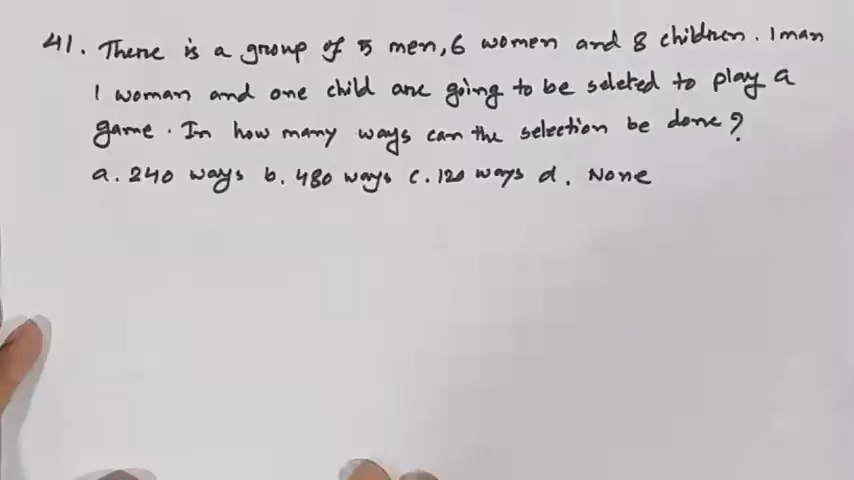 41. There is a group of 5 men, 6 women and 8 children. 1 man
1 woman and one child are going to be seleted to play a
game. In how many ways can the selection be done?
a. 240 ways b. 480 ways c. 120 ways d. None